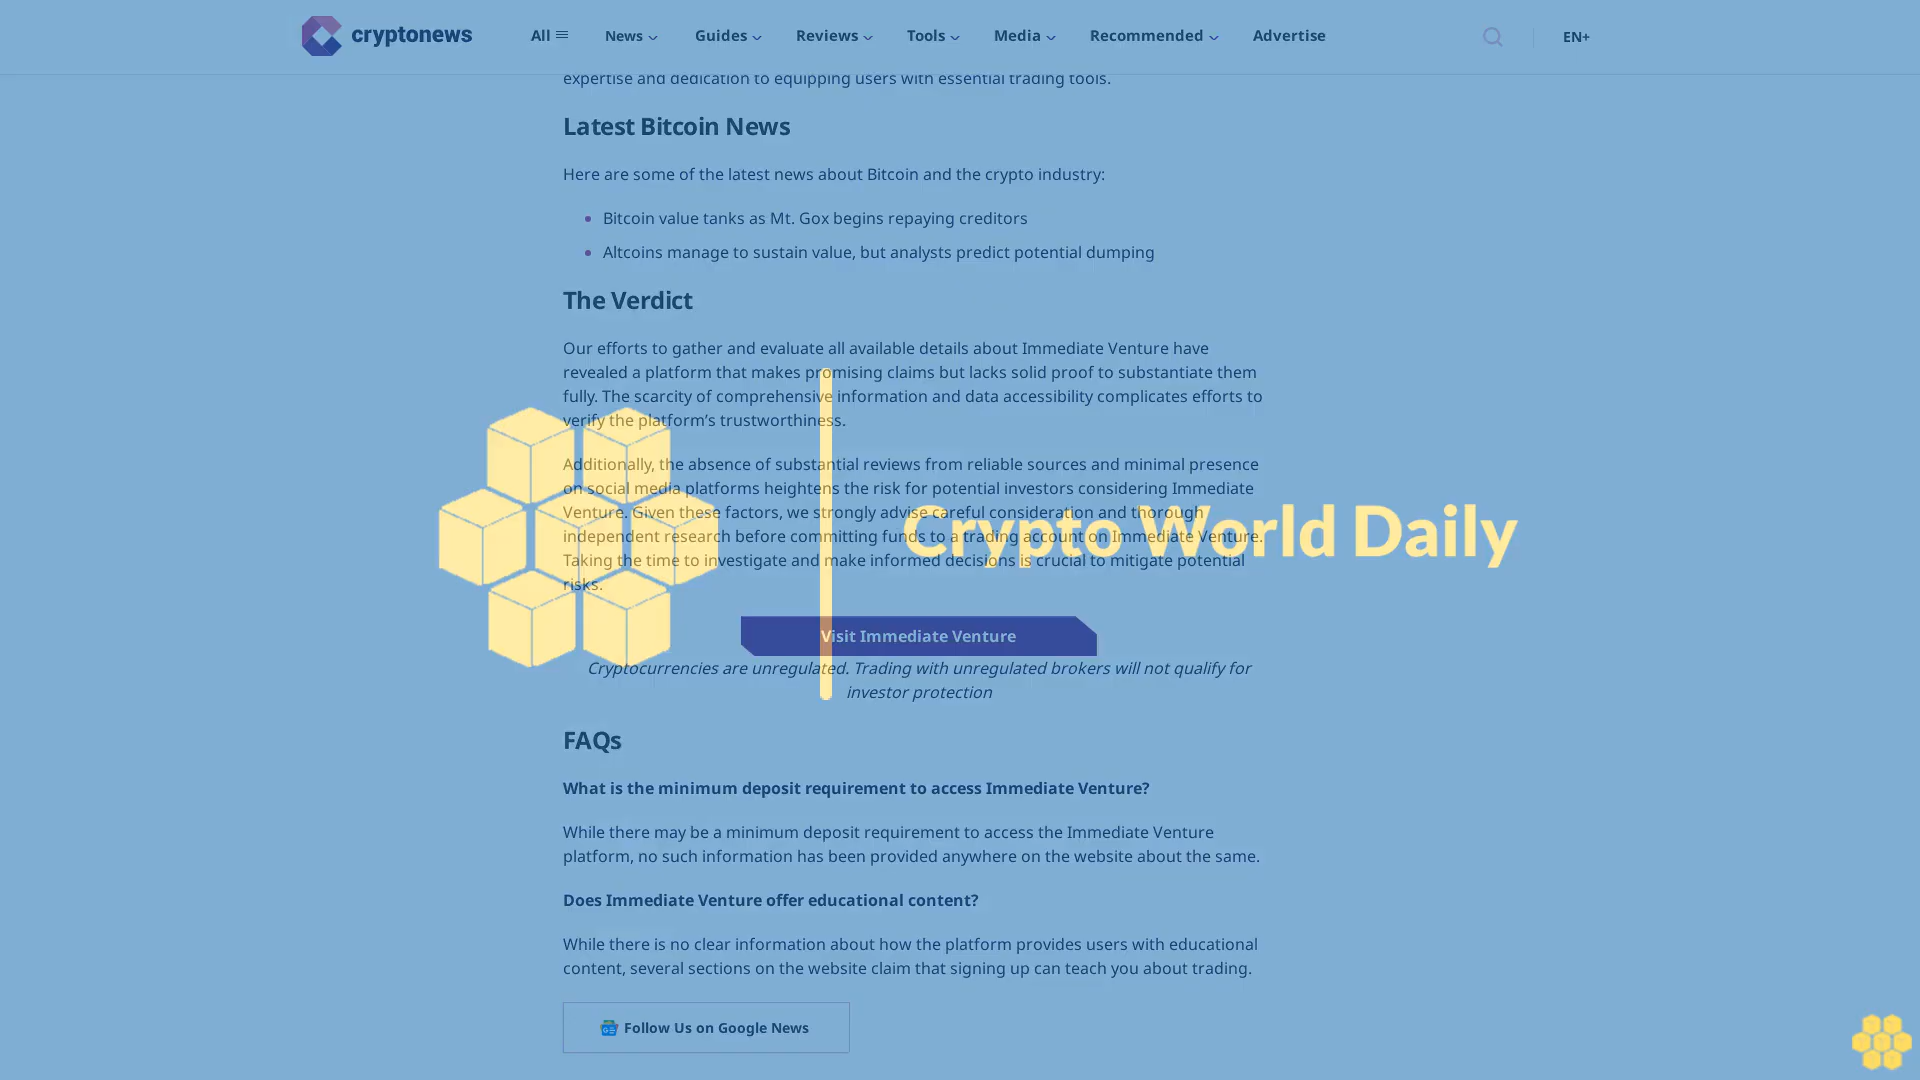 cryptonews
All
News
Guides
Reviews
Tools
Media
Recommended
Advertise
EN+
expertise and dedication to equipping users with essential trading tools.
Latest Bitcoin News
Here are some of the latest news about Bitcoin and the crypto industry:
Bitcoin value tanks as Mt. Gox begins repaying creditors
Altcoins manage to sustain value, but analysts predict potential dumping
The Verdict
Our efforts to gather and evaluate all available details about Immediate Venture have
revealed a platform that makes promising claims but lacks solid proof to substantiate them
fully. The scarcity of comprehensive information and data accessibility complicates efforts to
verify the platform’s trustworthiness.
Additionally, the absence of substantial reviews from reliable sources and minimal presence
on social media platforms heightens the risk for potential investors considering Immediate
Venture. Given these factors, we strongly advise careful consideration and thorough
independent research before committing funds to a trading account on Immediate Venture.
Taking the time to investigate and make informed decisions is crucial to mitigate potential
risks.
Crypto World Daily
Visit Immediate Venture
Cryptocurrencies are unregulated. Trading with unregulated brokers will not qualify for
investor protection
FAQs
What is the minimum deposit requirement to access Immediate Venture?
While there may be a minimum deposit requirement to access the Immediate Venture
platform, no such information has been provided anywhere on the website about the same.
Does Immediate Venture offer educational content?
While there is no clear information about how the platform provides users with educational
content, several sections on the website claim that signing up can teach you about trading.
Follow Us on Google News